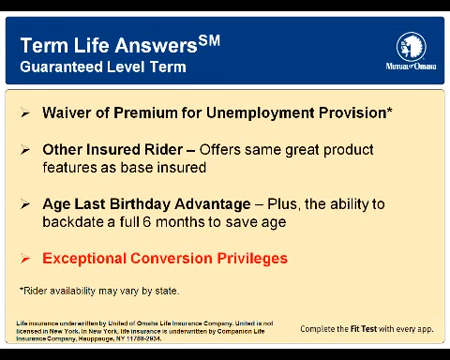 Term Life Answers℠
Guaranteed Level Term
Mutual of Omaha
➢ Waiver of Premium for Unemployment Provision*
➢ Other Insured Rider – Offers same great product
features as base insured
➢ Age Last Birthday Advantage – Plus, the ability to
backdate a full 6 months to save age
➢ Exceptional Conversion Privileges
*Rider availability may vary by state.
Life insurance underwritten by United of Omaha Life Insurance Company. United is not
licensed in New York. In New York, life insurance is underwritten by Companion Life
Insurance Company, Hauppauge, NY 11788-2934.
Complete the Fit Test with every app.